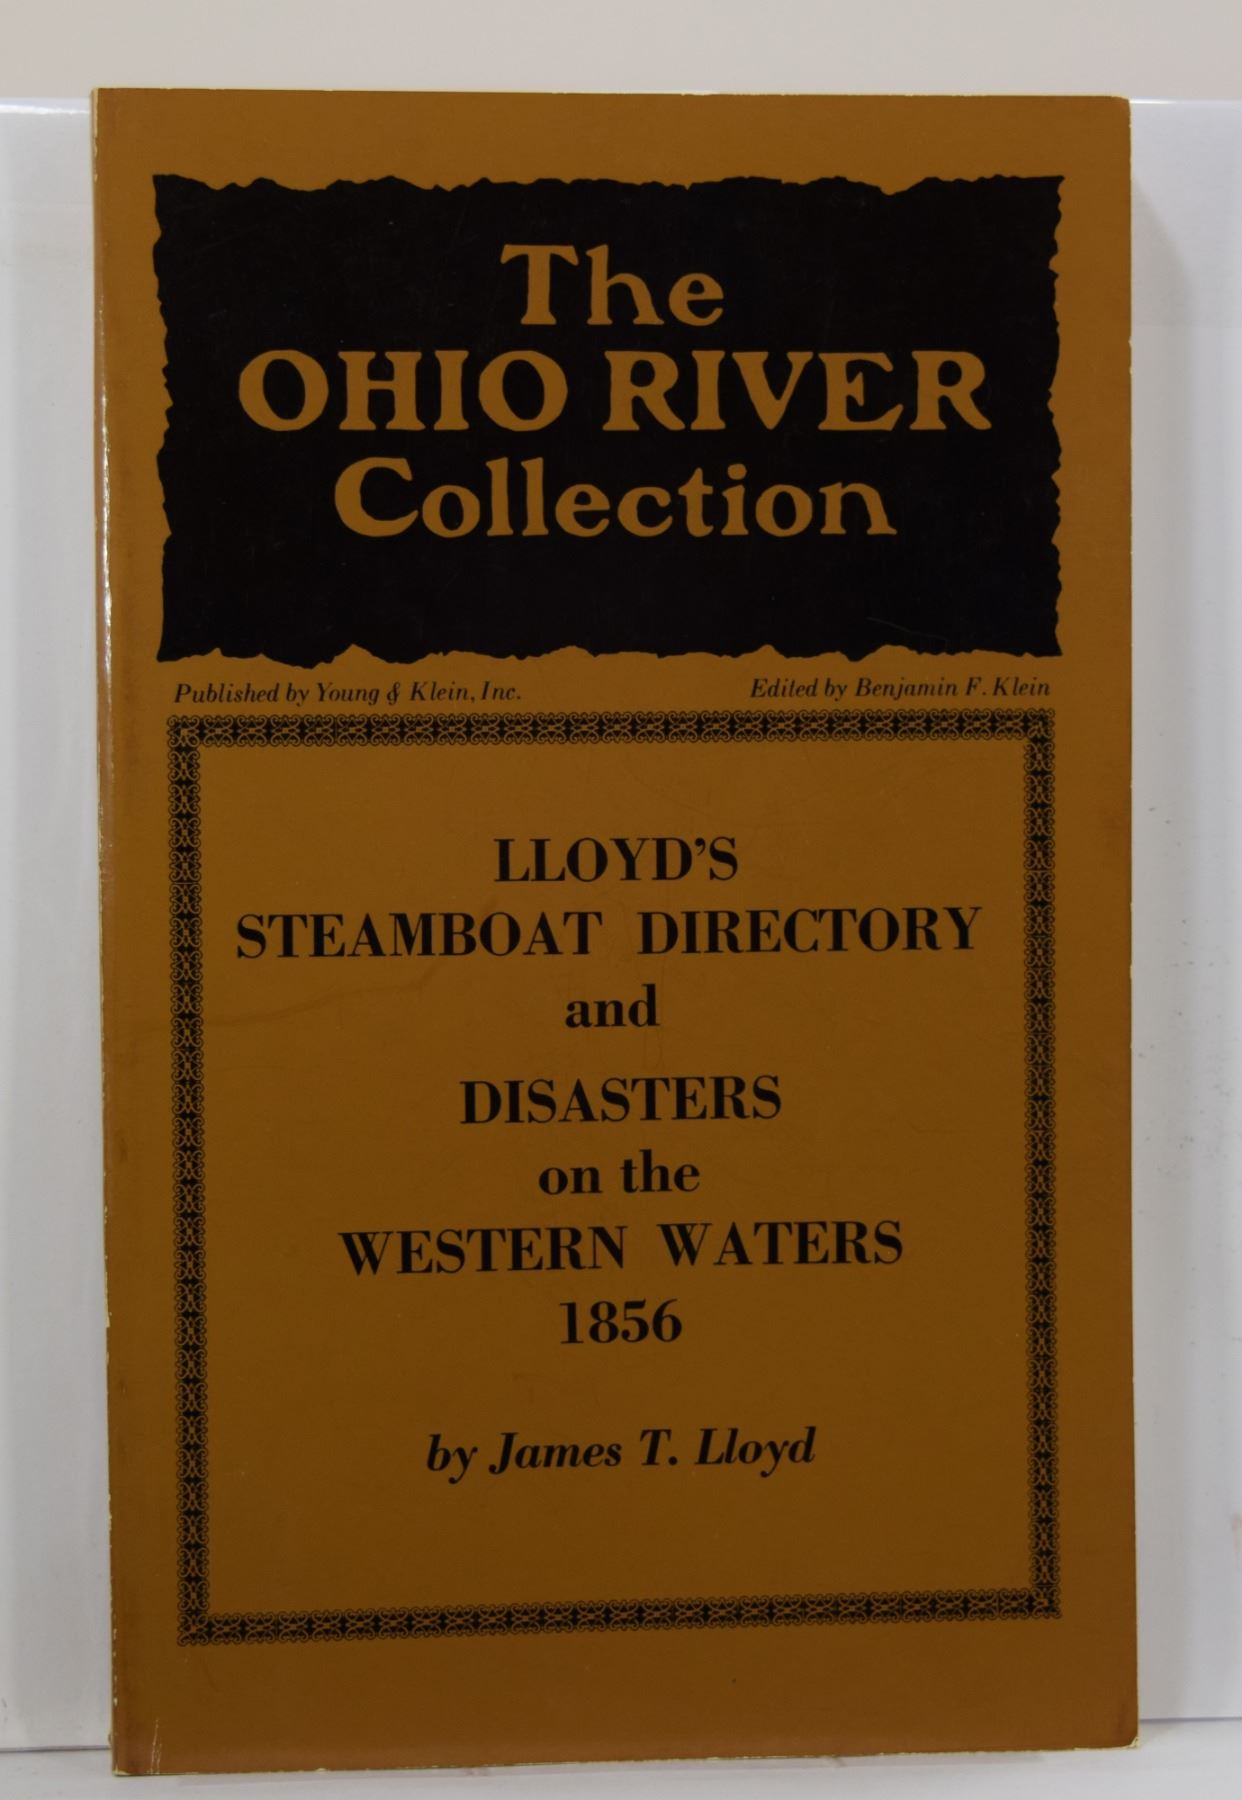 The
OHIO RIVER
Collection
Published by Young & Klein, Inc.
Edited by Benjamin F. Klein
LLOYD'S
STEAMBOAT DIRECTORY
and
DISASTERS
on the
WESTERN WATERS
1856
by James T. Lloyd